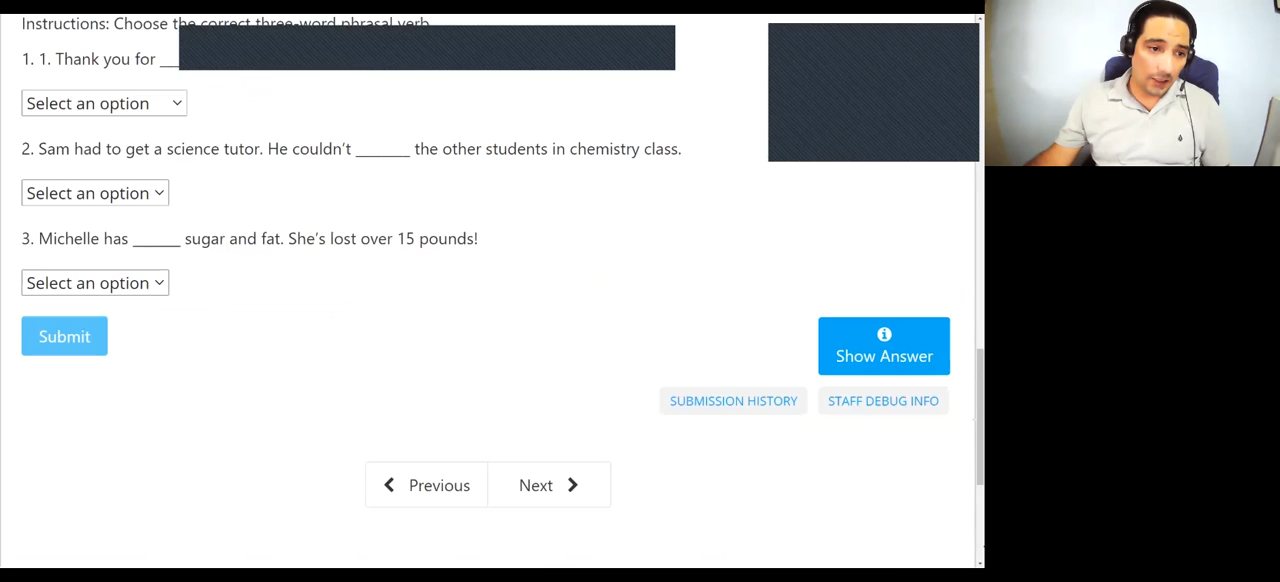 Instructions: Choose the correct three-word phrasal verb
1. 1. Thank you for ___
Select an option
2. Sam had to get a science tutor. He couldn't _______ the other students in chemistry class.
Select an option
3. Michelle has ______ sugar and fat. She's lost over 15 pounds!
Select an option
Submit
Show Answer
SUBMISSION HISTORY STAFF DEBUG INFO
Previous Next